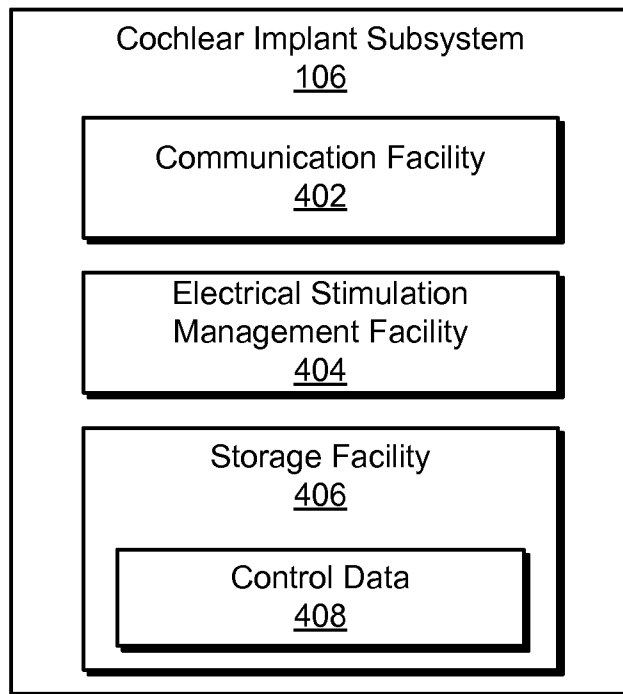 Cochlear Implant Subsystem
106
Communication Facility
402
Electrical Stimulation
Management Facility
404
Storage Facility
406
Control Data
408